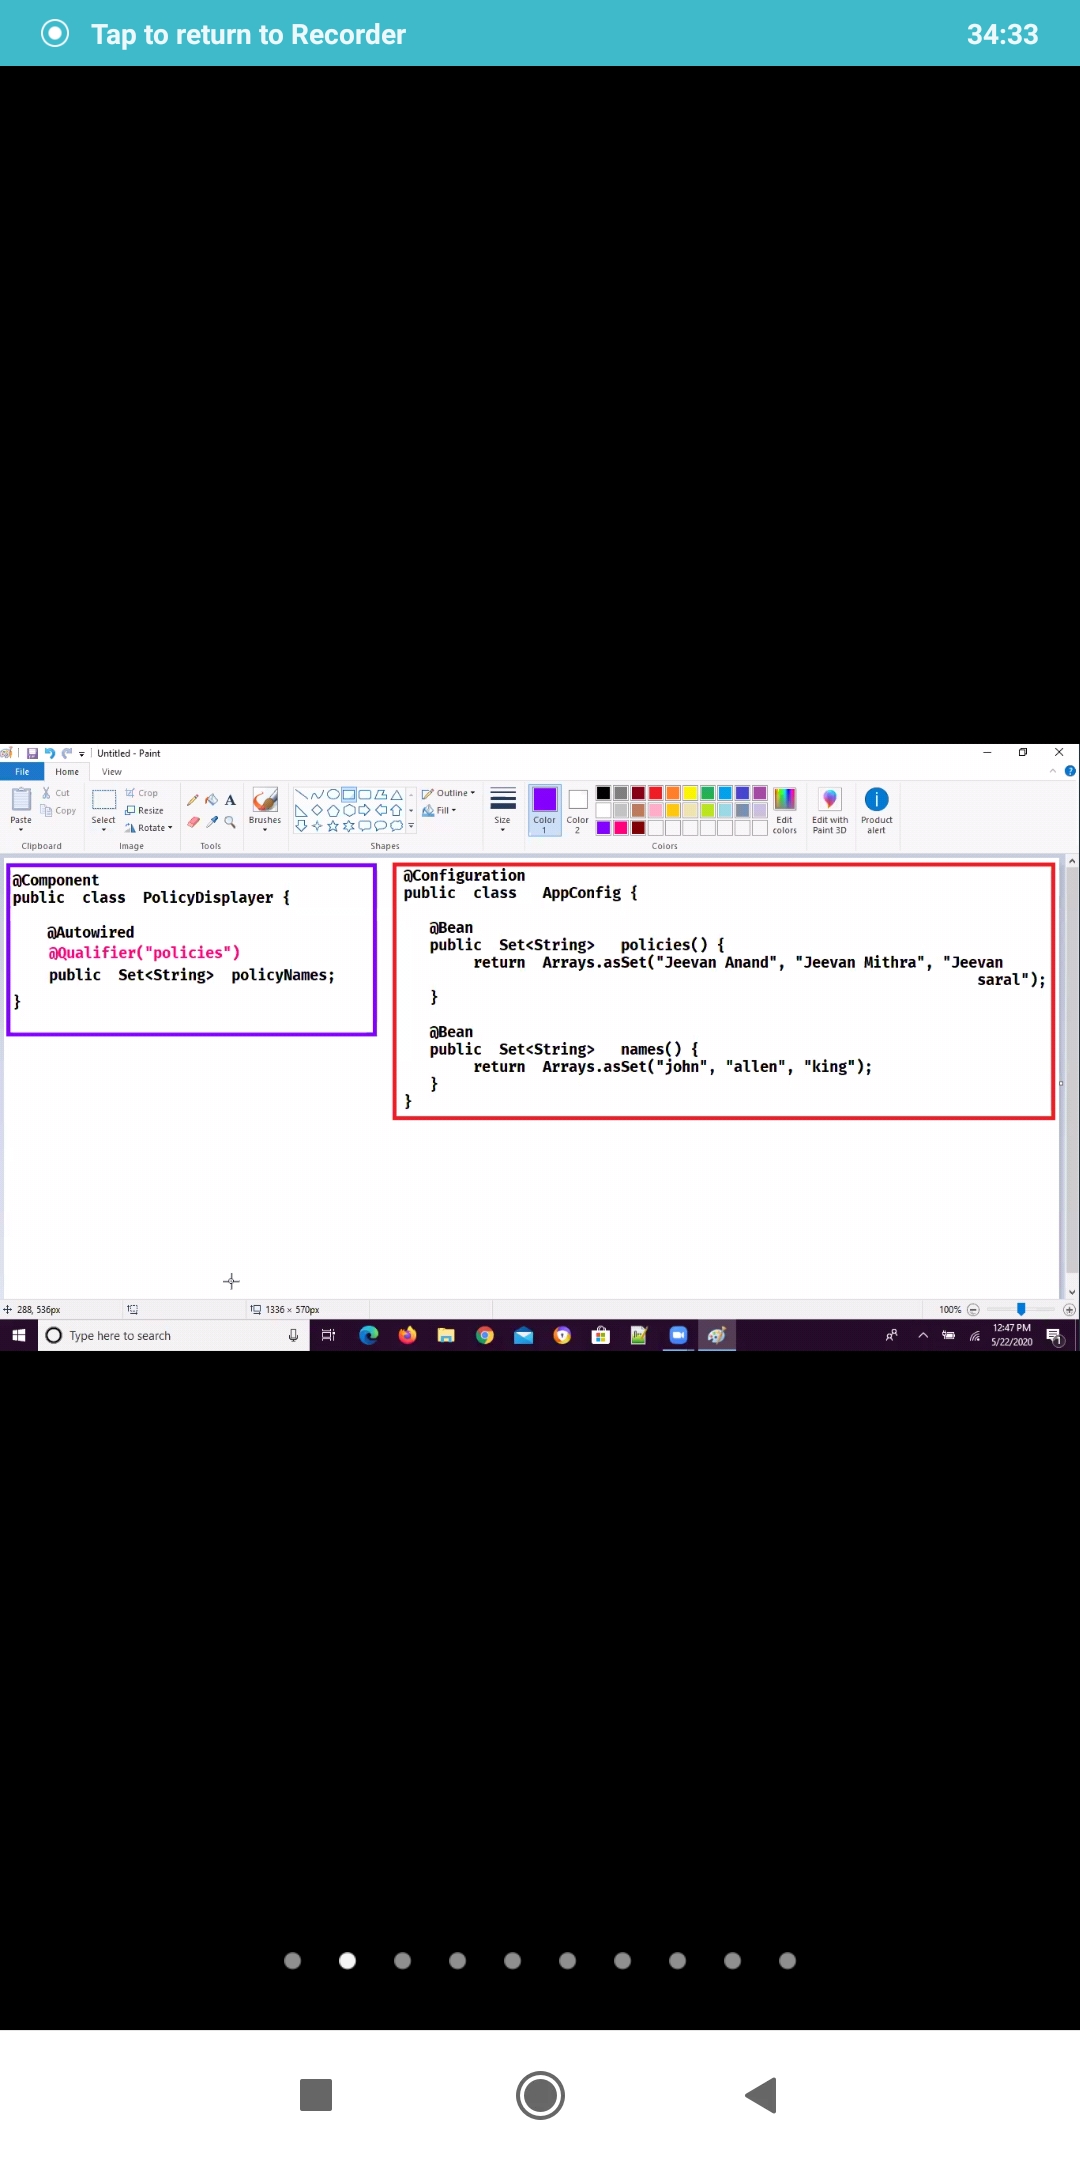 Tap to return to Recorder 34:33
Untitled - Paint
File Home View
Paste
Cut
Copy
Clipboard
Select
Crop
Resize
Rotate
Image
A
Tools
Brushes
Shapes
Outline
Fill
Size
Color 1
Color 2
Edit colors
Colors
Edit with Paint 3D
Product alert
@Component
public class PolicyDisplayer {
@Autowired
@Qualifier("policies")
public Set<String> policyNames;
}
@Configuration
public class AppConfig {
@Bean
public Set<String> policies() {
return Arrays.asSet("Jeevan Anand", "Jeevan Mithra", "Jeevan
saral");
}
@Bean
public Set<String> names() {
return Arrays.asSet("john", "allen", "king");
}
}
288, 536px 1336 × 570px 100%
Type here to search
12:47 PM
5/22/2020
1